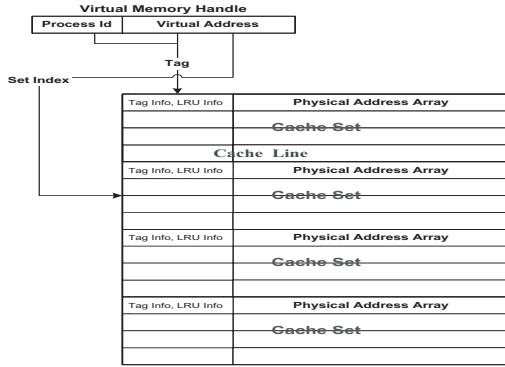 Virtual Memory Handle
Process Id Virtual Address
Tag
Set Index
Tag Info, LRU Info Physical Address Array
Cache Set
Cache Line
Tag Info, LRU Info Physical Address Array
Cache Set
Tag Info, LRU Info Physical Address Array
Cache Set
Tag Info, LRU Info Physical Address Array
Cache Set